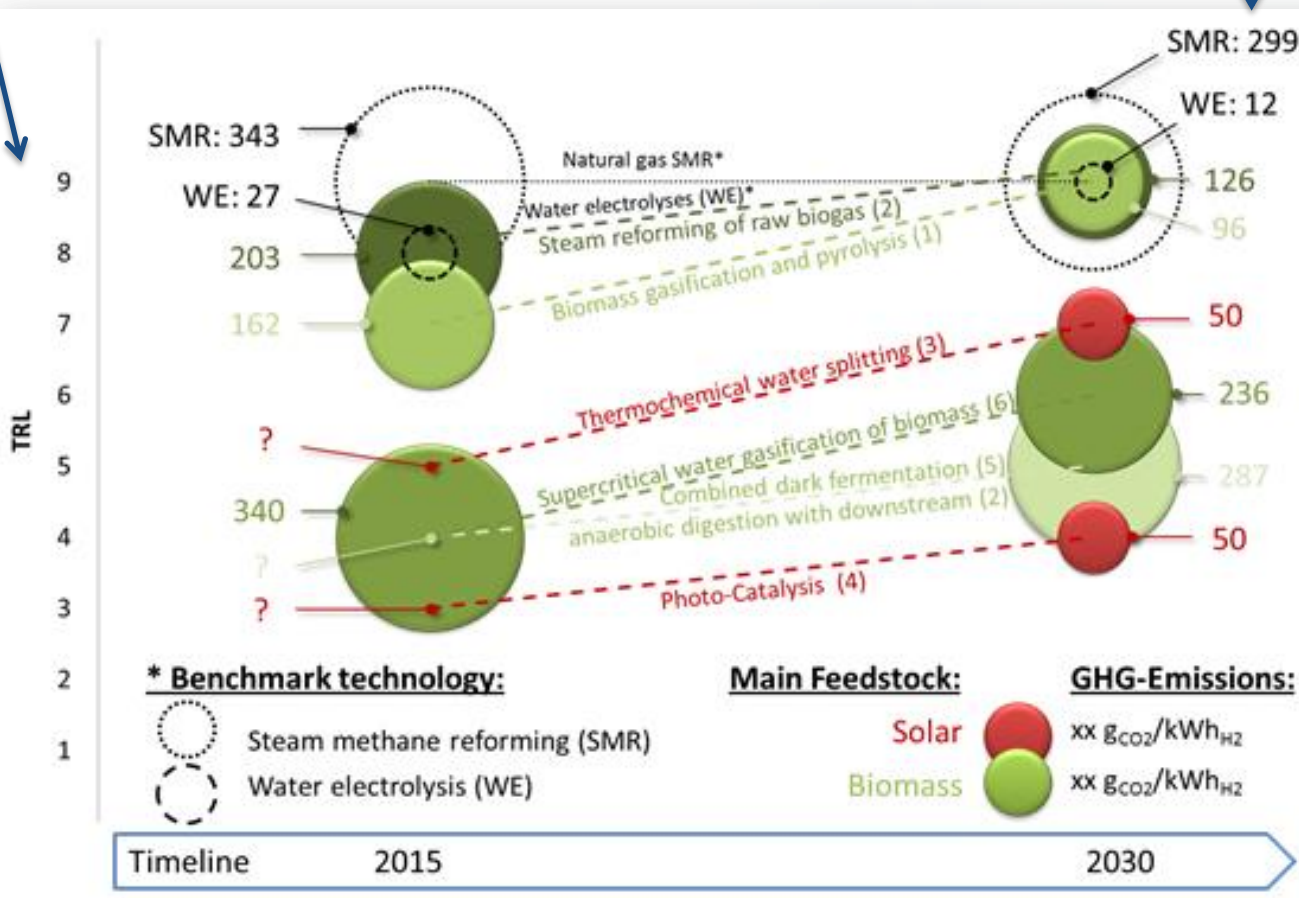 SMR: 299
WE: 12
SMR: 343
WE: 27
Natural gas SMR*
Water electrolyses (WE)*
Steam reforming of raw biogas (2)
Biomass gasification and pyrolysis (1)
Thermochemical water splitting (3)
Supercritical water gasification of biomass (6)
Combined dark fermentation (5)
anaerobic digestion with downstream (2)
Photo-Catalysis (4)
203
162
?
340
?
?
126
96
50
236
287
50
TRL
9
8
7
6
5
4
3
2
1
* Benchmark technology:
Steam methane reforming (SMR)
Water electrolysis (WE)
Main Feedstock:
Solar
Biomass
GHG-Emissions:
xx gCO2/kWhH2
xx gCO2/kWhH2
Timeline 2015 2030